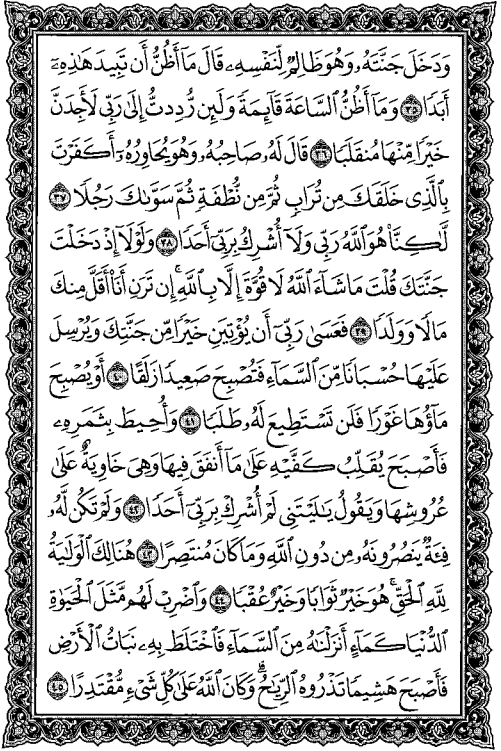 وَدَخَلَ جَنَّتَهُۥ وَهُوَ ظَالِمٌ لِّنَفْسِهِۦ قَالَ مَآ أَظُنُّ أَن تَبِيدَ هَٰذِهِۦٓ
أَبَدًا ٣٥ وَمَآ أَظُنُّ ٱلسَّاعَةَ قَآئِمَةً وَلَئِن رُّدِدتُّ إِلَىٰ رَبِّى لَأَجِدَنَّ
خَيْرًا مِّنْهَا مُنقَلَبًا ٣٦ قَالَ لَهُۥ صَاحِبُهُۥ وَهُوَ يُحَاوِرُهُۥٓ أَكَفَرْتَ
بِٱلَّذِى خَلَقَكَ مِن تُرَابٍ ثُمَّ مِن نُّطْفَةٍ ثُمَّ سَوَّىٰكَ رَجُلًا ٣٧
لَّٰكِنَّا۠ هُوَ ٱللَّهُ رَبِّى وَلَآ أُشْرِكُ بِرَبِّىٓ أَحَدًا ٣٨ وَلَوْلَآ إِذْ دَخَلْتَ
جَنَّتَكَ قُلْتَ مَا شَآءَ ٱللَّهُ لَا قُوَّةَ إِلَّا بِٱللَّهِ ۚ إِن تَرَنِ أَنَا۠ أَقَلَّ مِنكَ
مَالًا وَوَلَدًا ٣٩ فَعَسَىٰ رَبِّىٓ أَن يُؤْتِيَنِ خَيْرًا مِّن جَنَّتِكَ وَيُرْسِلَ
عَلَيْهَا حُسْبَانًا مِّنَ ٱلسَّمَآءِ فَتُصْبِحَ صَعِيدًا زَلَقًا ٤٠ أَوْ يُصْبِحَ
مَآؤُهَا غَوْرًا فَلَن تَسْتَطِيعَ لَهُۥ طَلَبًا ٤١ وَأُحِيطَ بِثَمَرِهِۦ
فَأَصْبَحَ يُقَلِّبُ كَفَّيْهِ عَلَىٰ مَآ أَنفَقَ فِيهَا وَهِىَ خَاوِيَةٌ عَلَىٰ
عُرُوشِهَا وَيَقُولُ يَٰلَيْتَنِى لَمْ أُشْرِكْ بِرَبِّىٓ أَحَدًا ٤٢ وَلَمْ تَكُن لَّهُۥ
فِئَةٌ يَنصُرُونَهُۥ مِن دُونِ ٱللَّهِ وَمَا كَانَ مُنتَصِرًا ٤٣ هُنَالِكَ ٱلْوَلَٰيَةُ
لِلَّهِ ٱلْحَقِّ ۚ هُوَ خَيْرٌ ثَوَابًا وَخَيْرٌ عُقْبًا ٤٤ وَٱضْرِبْ لَهُم مَّثَلَ ٱلْحَيَوٰةِ
ٱلدُّنْيَا كَمَآءٍ أَنزَلْنَٰهُ مِنَ ٱلسَّمَآءِ فَٱخْتَلَطَ بِهِۦ نَبَاتُ ٱلْأَرْضِ
فَأَصْبَحَ هَشِيمًا تَذْرُوهُ ٱلرِّيَٰحُ ۗ وَكَانَ ٱللَّهُ عَلَىٰ كُلِّ شَىْءٍ مُّقْتَدِرًا ٤٥